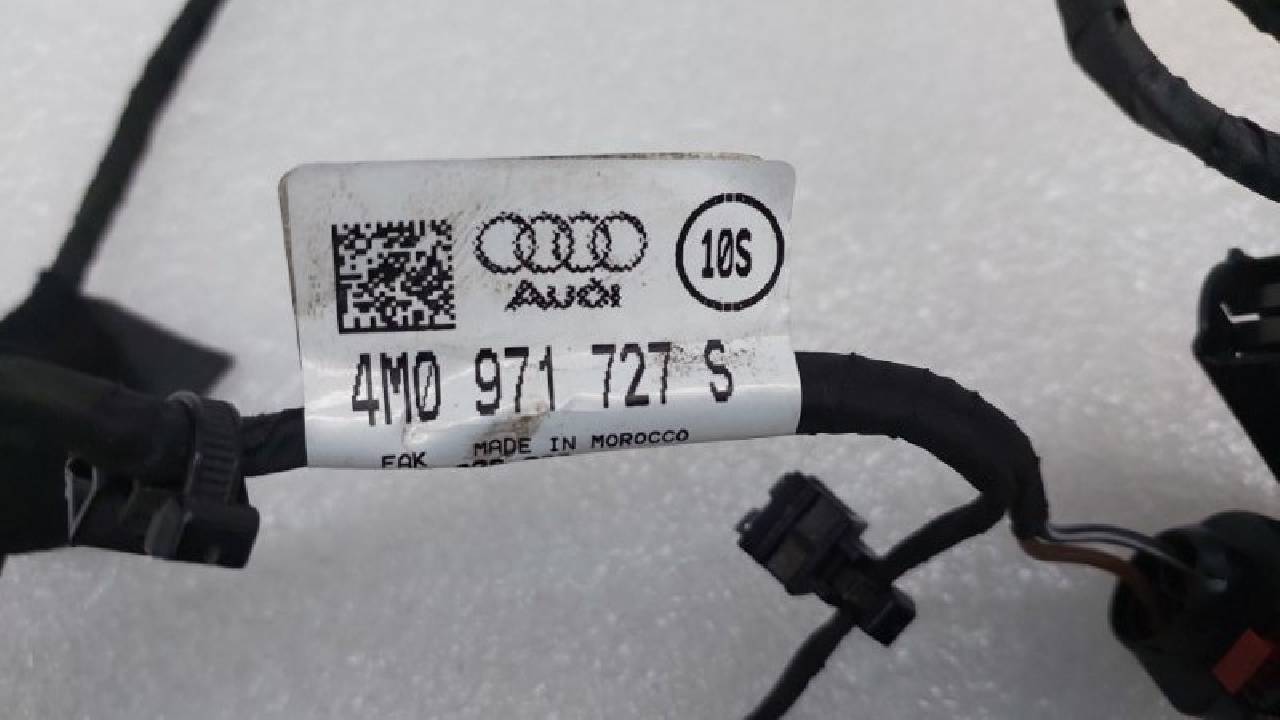 Audi
10S
4M0 971 727 S
MADE IN MOROCCO
FAK